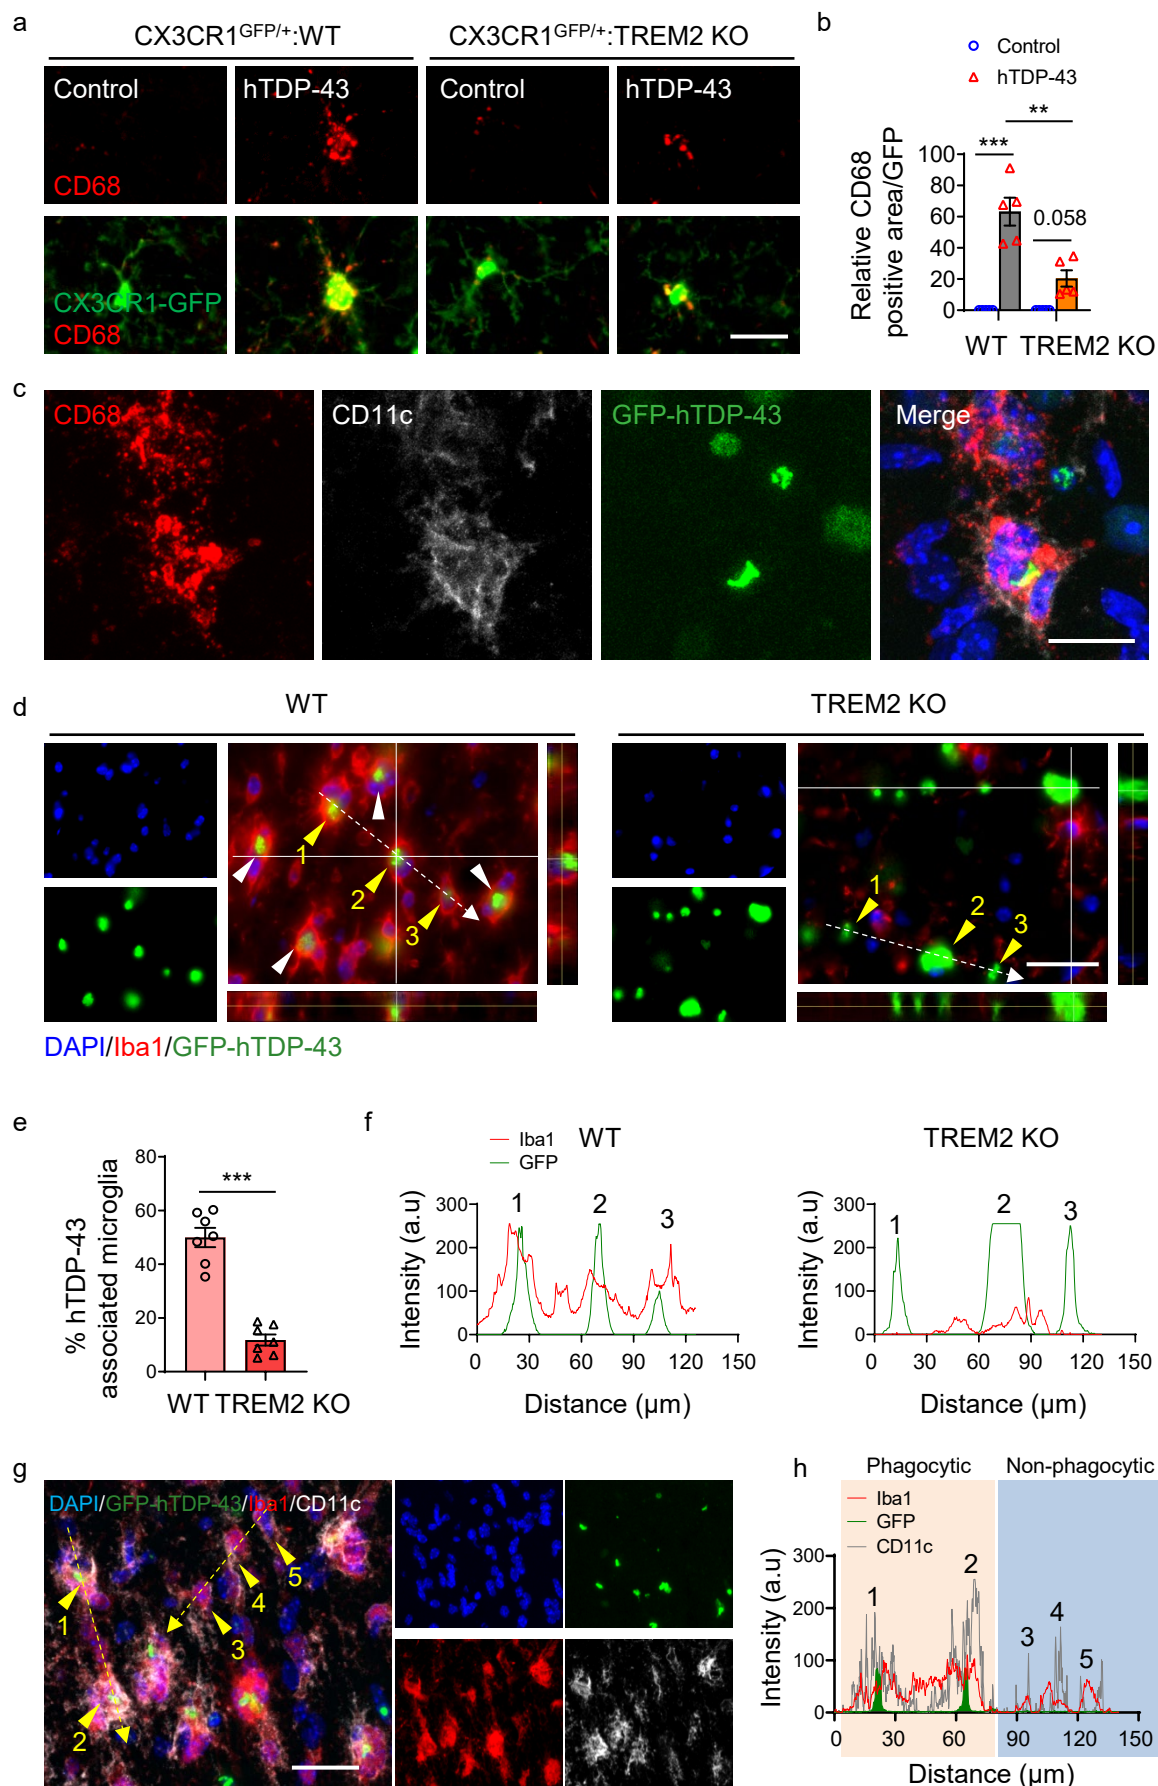 a
CX3CR1GFP/+:WT
CX3CR1GFP/+:TREM2 KO
Control
hTDP-43
Control
hTDP-43
CD68
CX3CR1-GFP
CD68
b
Control
hTDP-43
**
***
0.058
Relative CD68
positive area/GFP
100
80
60
40
20
0
WT
TREM2 KO
c
CD68
CD11c
GFP-hTDP-43
Merge
d
WT
TREM2 KO
1
2
3
1
2
3
DAPI/Iba1/GFP-hTDP-43
e
% hTDP-43
associated microglia
80
60
40
20
0
***
WT TREM2 KO
f
Iba1
GFP
WT
Intensity (a.u)
300
200
100
0
1
2
3
0
30
60
90
120
150
Distance (µm)
TREM2 KO
Intensity (a.u)
300
200
100
0
1
2
3
0
30
60
90
120
150
Distance (µm)
g
DAPI/GFP-hTDP-43/Iba1/CD11c
1
2
3
4
5
h
Phagocytic
Non-phagocytic
Iba1
GFP
CD11c
Intensity (a.u)
300
200
100
0
1
2
3
4
5
0
30
60
90
120
150
Distance (µm)